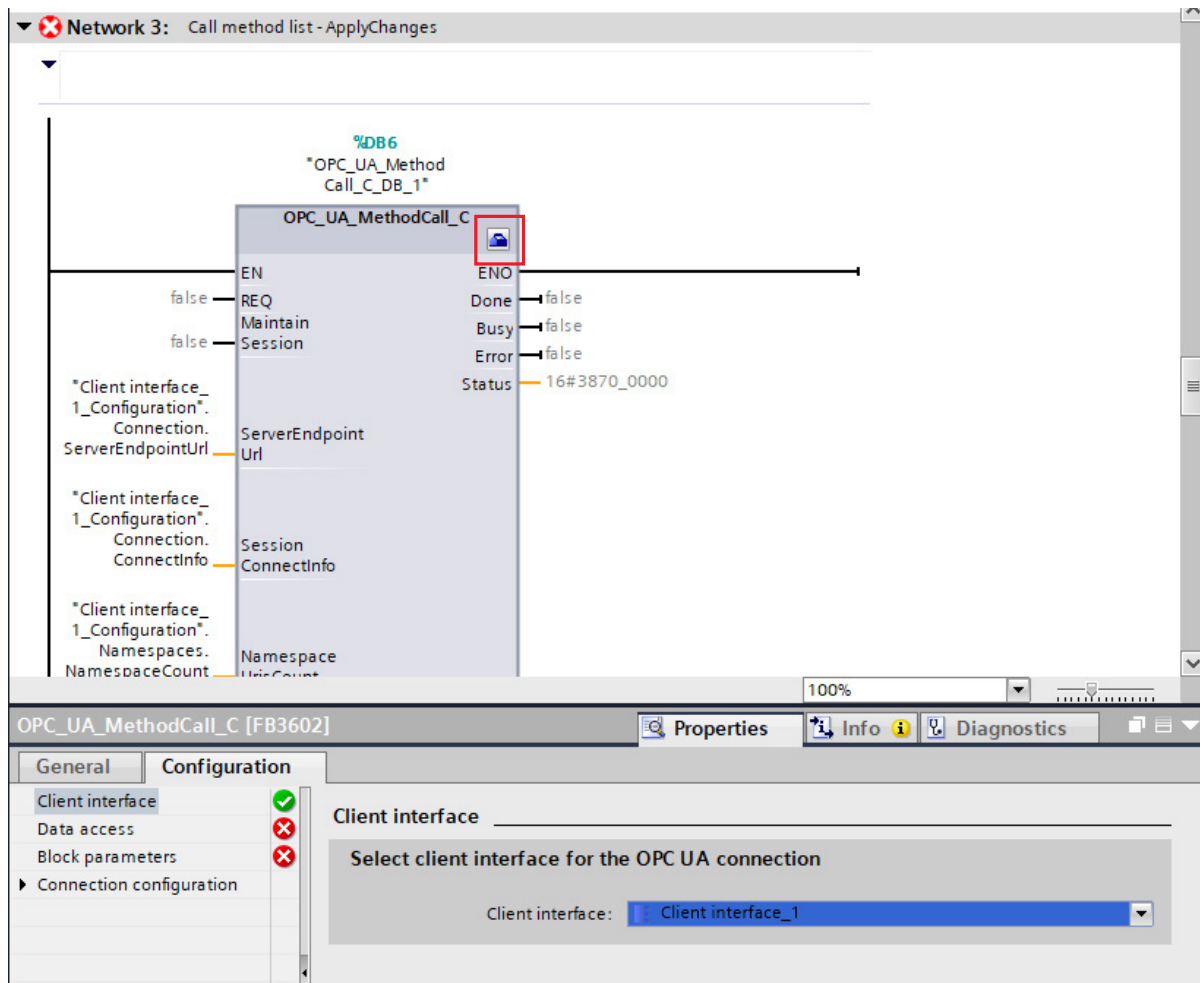 Network 3: Call method list - ApplyChanges
%DB6
"OPC_UA_Method
Call_C_DB_1"
OPC_UA_MethodCall_C
EN
ENO
false
REQ
Done
false
Maintain
false
Session
Busy
false
Error
false
Status
16#3870_0000
"Client interface_
1_Configuration".
Connection.
ServerEndpointUrl
ServerEndpoint
Url
"Client interface_
1_Configuration".
Connection.
ConnectInfo
Session
ConnectInfo
"Client interface_
1_Configuration".
Namespaces.
NamespaceCount
Namespace
UrisCount
100%
OPC_UA_MethodCall_C [FB3602]
Properties
Info
Diagnostics
General
Configuration
Client interface
Data access
Block parameters
Connection configuration
Client interface
Select client interface for the OPC UA connection
Client interface:
Client interface_1